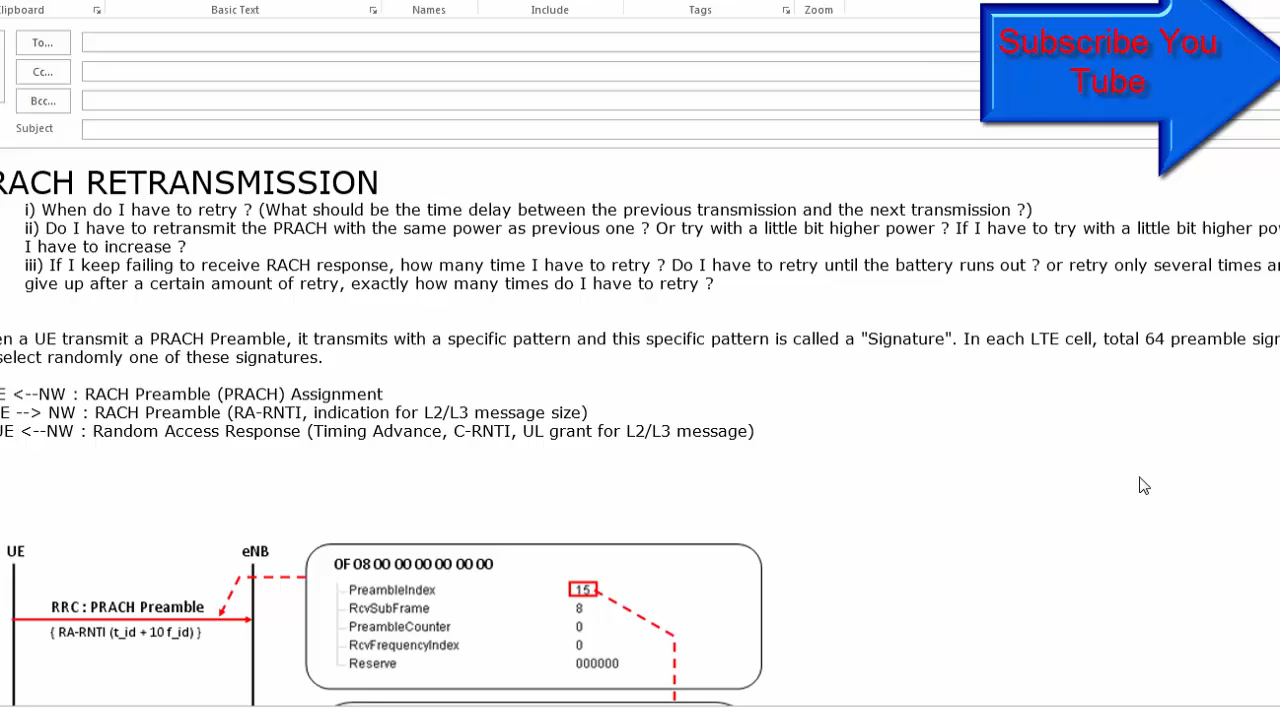 lipboard Basic Text Names Include Tags Zoom
To...
Cc...
Bcc...
Subject
Subscribe You
Tube
RACH RETRANSMISSION
i) When do I have to retry ? (What should be the time delay between the previous transmission and the next transmission ?)
ii) Do I have to retransmit the PRACH with the same power as previous one ? Or try with a little bit higher power ? If I have to try with a little bit higher po
I have to increase ?
iii) If I keep failing to receive RACH response, how many time I have to retry ? Do I have to retry until the battery runs out ? or retry only several times a
give up after a certain amount of retry, exactly how many times do I have to retry ?
en a UE transmit a PRACH Preamble, it transmits with a specific pattern and this specific pattern is called a "Signature". In each LTE cell, total 64 preamble sig
select randomly one of these signatures.
E <--NW : RACH Preamble (PRACH) Assignment
E --> NW : RACH Preamble (RA-RNTI, indication for L2/L3 message size)
UE <--NW : Random Access Response (Timing Advance, C-RNTI, UL grant for L2/L3 message)
UE eNB
0F 08 00 00 00 00 00 00
PreambleIndex 15
RcvSubFrame 8
RRC : PRACH Preamble
PreambleCounter 0
{ RA-RNTI (t_id + 10 f_id) }
RcvFrequencyIndex 0
Reserve 000000